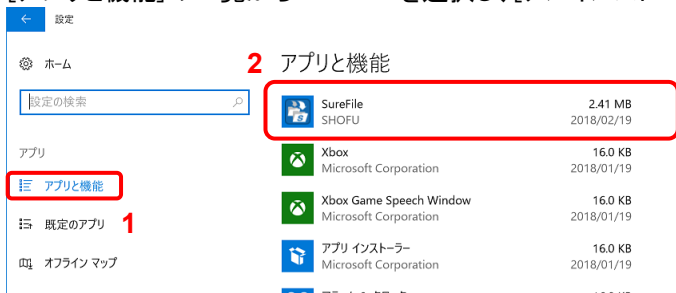 設定
ホーム
設定の検索
アプリ
アプリと機能
1
既定のアプリ
オフライン マップ
2
アプリと機能
SureFile 2.41 MB
SHOFU 2018/02/19
Xbox 16.0 KB
Microsoft Corporation 2018/01/19
Xbox Game Speech Window 16.0 KB
Microsoft Corporation 2018/01/19
アプリ インストーラー 16.0 KB
Microsoft Corporation 2018/01/19